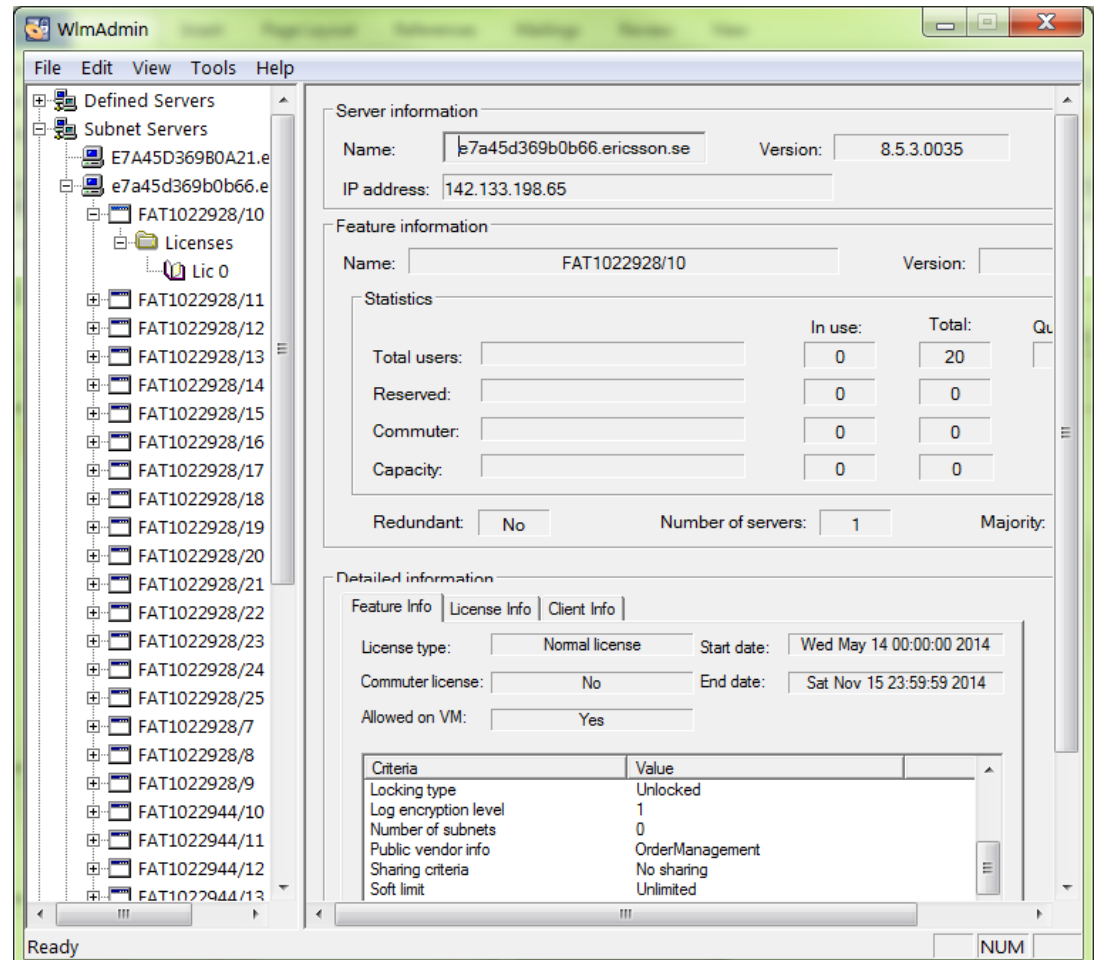 WlmAdmin
File Edit View Tools Help
Defined Servers
Subnet Servers
E7A45D369B0A21.e
e7a45d369b0b66.e
FAT1022928/10
Licenses
Lic 0
FAT1022928/11
FAT1022928/12
FAT1022928/13
FAT1022928/14
FAT1022928/15
FAT1022928/16
FAT1022928/17
FAT1022928/18
FAT1022928/19
FAT1022928/20
FAT1022928/21
FAT1022928/22
FAT1022928/23
FAT1022928/24
FAT1022928/25
FAT1022928/7
FAT1022928/8
FAT1022928/9
FAT1022944/10
FAT1022944/11
FAT1022944/12
FAT1022944/13
Server information
Name: e7a45d369b0b66.ericsson.se Version: 8.5.3.0035
IP address: 142.133.198.65
Feature information
Name: FAT1022928/10 Version:
Statistics
In use: Total: Qu
Total users: 0 20
Reserved: 0 0
Commuter: 0 0
Capacity: 0 0
Redundant: No Number of servers: 1 Majority:
Detailed information
Feature Info License Info Client Info
License type: Normal license Start date: Wed May 14 00:00:00 2014
Commuter license: No End date: Sat Nov 15 23:59:59 2014
Allowed on VM: Yes
Criteria Value
Locking type Unlocked
Log encryption level 1
Number of subnets 0
Public vendor info OrderManagement
Sharing criteria No sharing
Soft limit Unlimited
Ready NUM